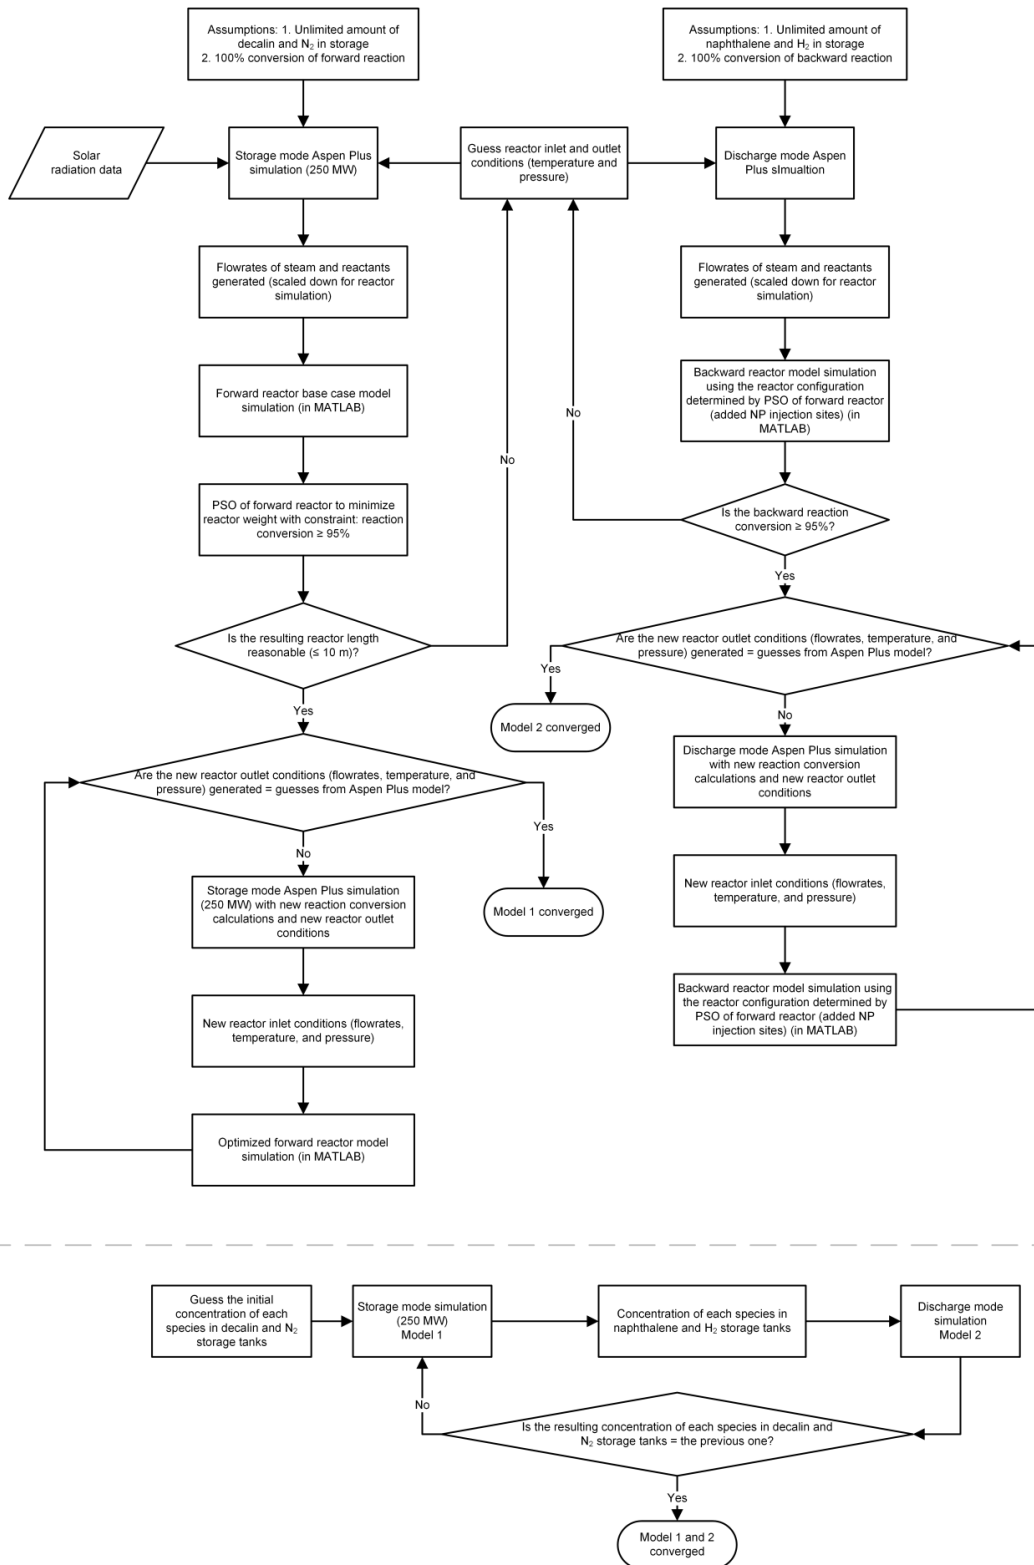 Assumptions: 1. Unlimited amount of
decalin and N₂ in storage
2. 100% conversion of forward reaction
Assumptions: 1. Unlimited amount of
naphthalene and H₂ in storage
2. 100% conversion of backward reaction
Solar
radiation data
Storage mode Aspen Plus
simulation (250 MW)
Guess reactor inlet and outlet
conditions (temperature and
pressure)
Discharge mode Aspen
Plus sImualtion
Flowrates of steam and reactants
generated (scaled down for reactor
simulation)
Flowrates of steam and reactants
generated (scaled down for reactor
simulation)
Forward reactor base case model
simulation (in MATLAB)
Backward reactor model simulation
using the reactor configuration
determined by PSO of forward reactor
(added NP injection sites) (in
MATLAB)
No
No
PSO of forward reactor to minimize
reactor weight with constraint: reaction
conversion ≥ 95%
Is the backward reaction
conversion ≥ 95%?
Yes
Is the resulting reactor length
reasonable (≤ 10 m)?
Are the new reactor outlet conditions (flowrates, temperature, and
pressure) generated = guesses from Aspen Plus model?
Yes
Yes
No
Model 2 converged
Are the new reactor outlet conditions (flowrates, temperature, and
pressure) generated = guesses from Aspen Plus model?
Discharge mode Aspen Plus simulation
with new reaction conversion
calculations and new reactor outlet
conditions
Yes
No
Storage mode Aspen Plus simulation
(250 MW) with new reaction conversion
calculations and new reactor outlet
conditions
Model 1 converged
New reactor inlet conditions (flowrates,
temperature, and pressure)
New reactor inlet conditions (flowrates,
temperature, and pressure)
Backward reactor model simulation using
the reactor configuration determined by
PSO of forward reactor (added NP
injection sites) (in MATLAB)
Optimized forward reactor model
simulation (in MATLAB)
Guess the initial
concentration of each
species in decalin and N₂
storage tanks
Storage mode simulation
(250 MW)
Model 1
Concentration of each species in
naphthalene and H₂ storage tanks
Discharge mode
simulation
Model 2
No
Is the resulting concentration of each species in decalin and
N₂ storage tanks = the previous one?
Yes
Model 1 and 2
converged